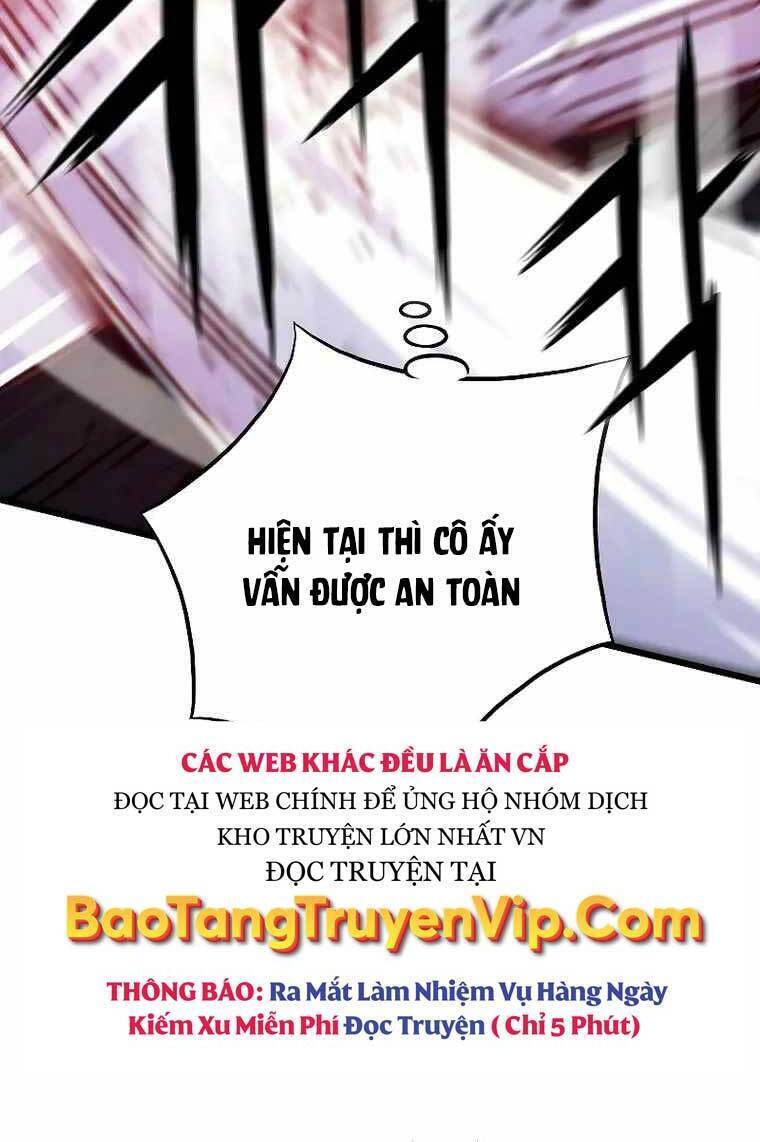 HIỆN TẠI THÌ CÔ ẤY
VẪN ĐƯỢC AN TOÀN
CÁC WEB KHÁC ĐỀU LÀ ĂN CẮP
ĐỌC TẠI WEB CHÍNH ĐỂ ỦNG HỘ NHÓM DỊCH
KHO TRUYỆN LỚN NHẤT VN
ĐỌC TRUYỆN TẠI
BaoTangTruyenVip.Com
THÔNG BÁO: Ra Mắt Làm Nhiệm Vụ Hàng Ngày
Kiếm Xu Miễn Phí Đọc Truyện ( Chỉ 5 Phút)